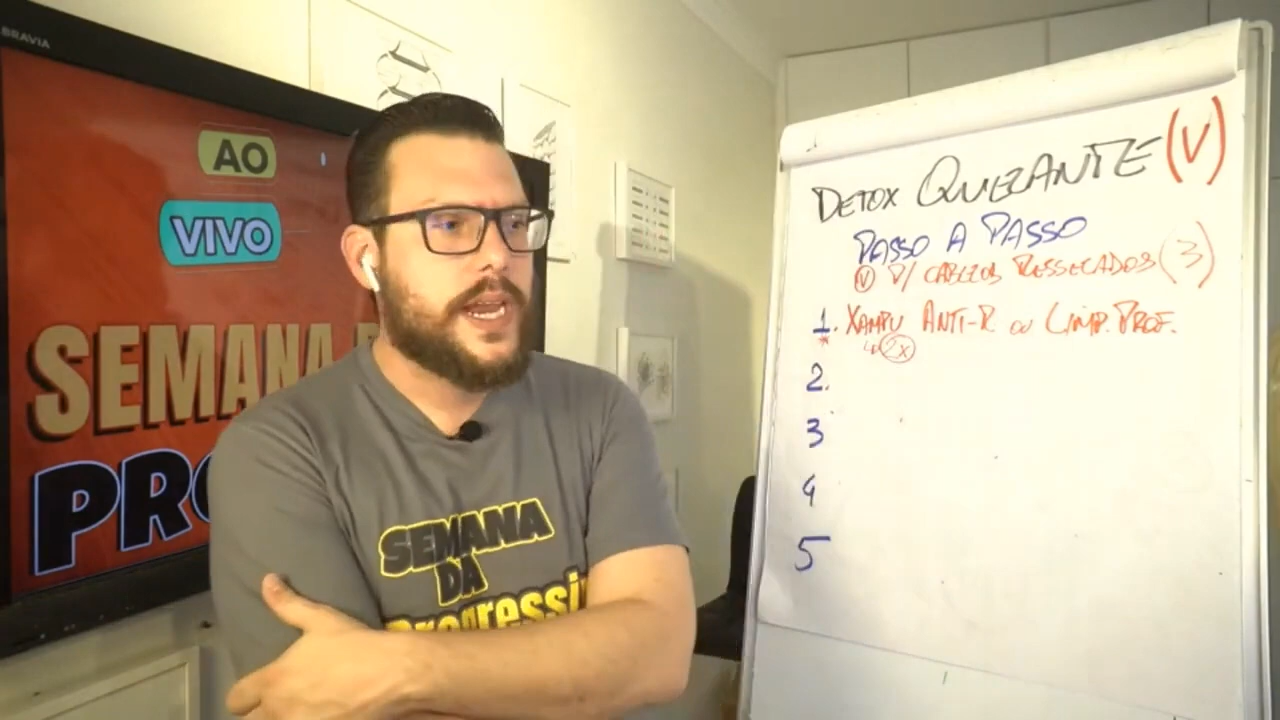 BRAVIA
AO
VIVO
SEMANA
PRO
SEMANA
DA
Progressi
DETOX QUELANTE (V)
PASSO A PASSO
(V) P/ CABELOS RESSECADOS (3)
1. XAMPU ANTI-R. OU LIMP. PROF.
2x
2.
3
4
5